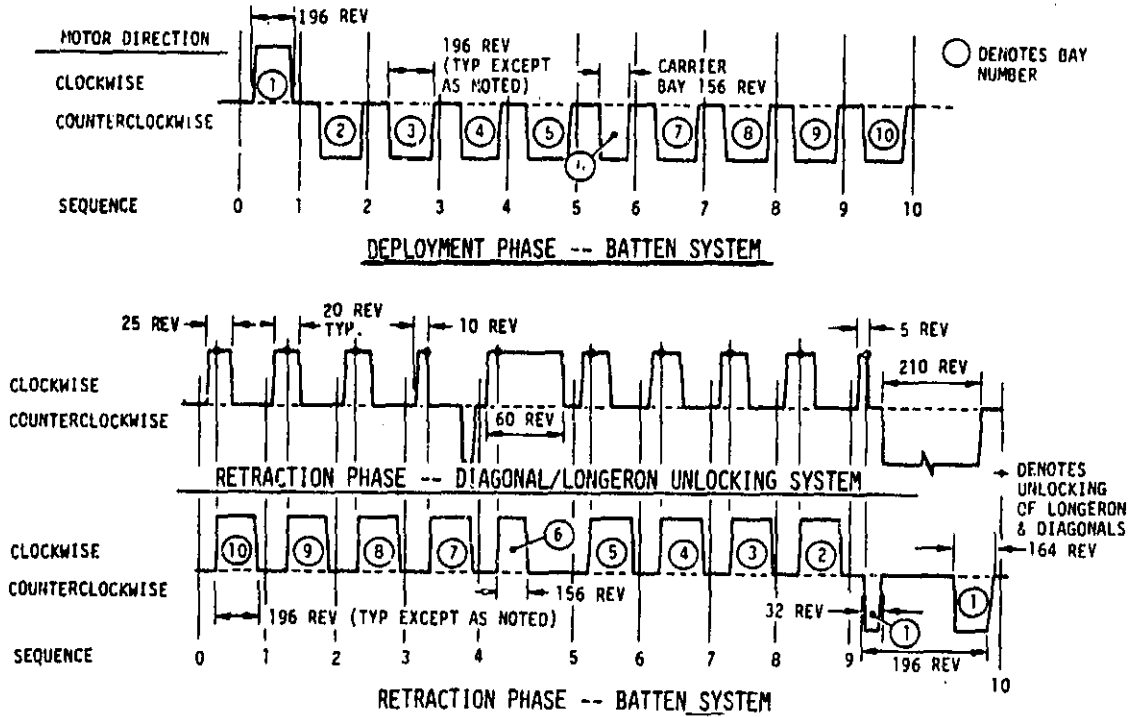 196 REV
MOTOR DIRECTION
CLOCKWISE
COUNTERCLOCKWISE
196 REV
(TYP EXCEPT
AS NOTED)
CARRIER
BAY 156 REV
DENOTES BAY
NUMBER
1 2 3 4 5 7 8 9 10
SEQUENCE 0 1 2 3 4 5 6 7 8 9 10
DEPLOYMENT PHASE -- BATTEN SYSTEM
25 REV
20 REV
TYP.
10 REV
5 REV
210 REV
CLOCKWISE
COUNTERCLOCKWISE
60 REV
RETRACTION PHASE -- DIAGONAL/LONGERON UNLOCKING SYSTEM
DENOTES
UNLOCKING
OF LONGERON
& DIAGONALS
CLOCKWISE
COUNTERCLOCKWISE
10 9 8 7 6 5 4 3 2 1 1
164 REV
156 REV
32 REV
196 REV (TYP EXCEPT AS NOTED)
196 REV
SEQUENCE 0 1 2 3 4 5 6 7 8 9 10
RETRACTION PHASE -- BATTEN SYSTEM